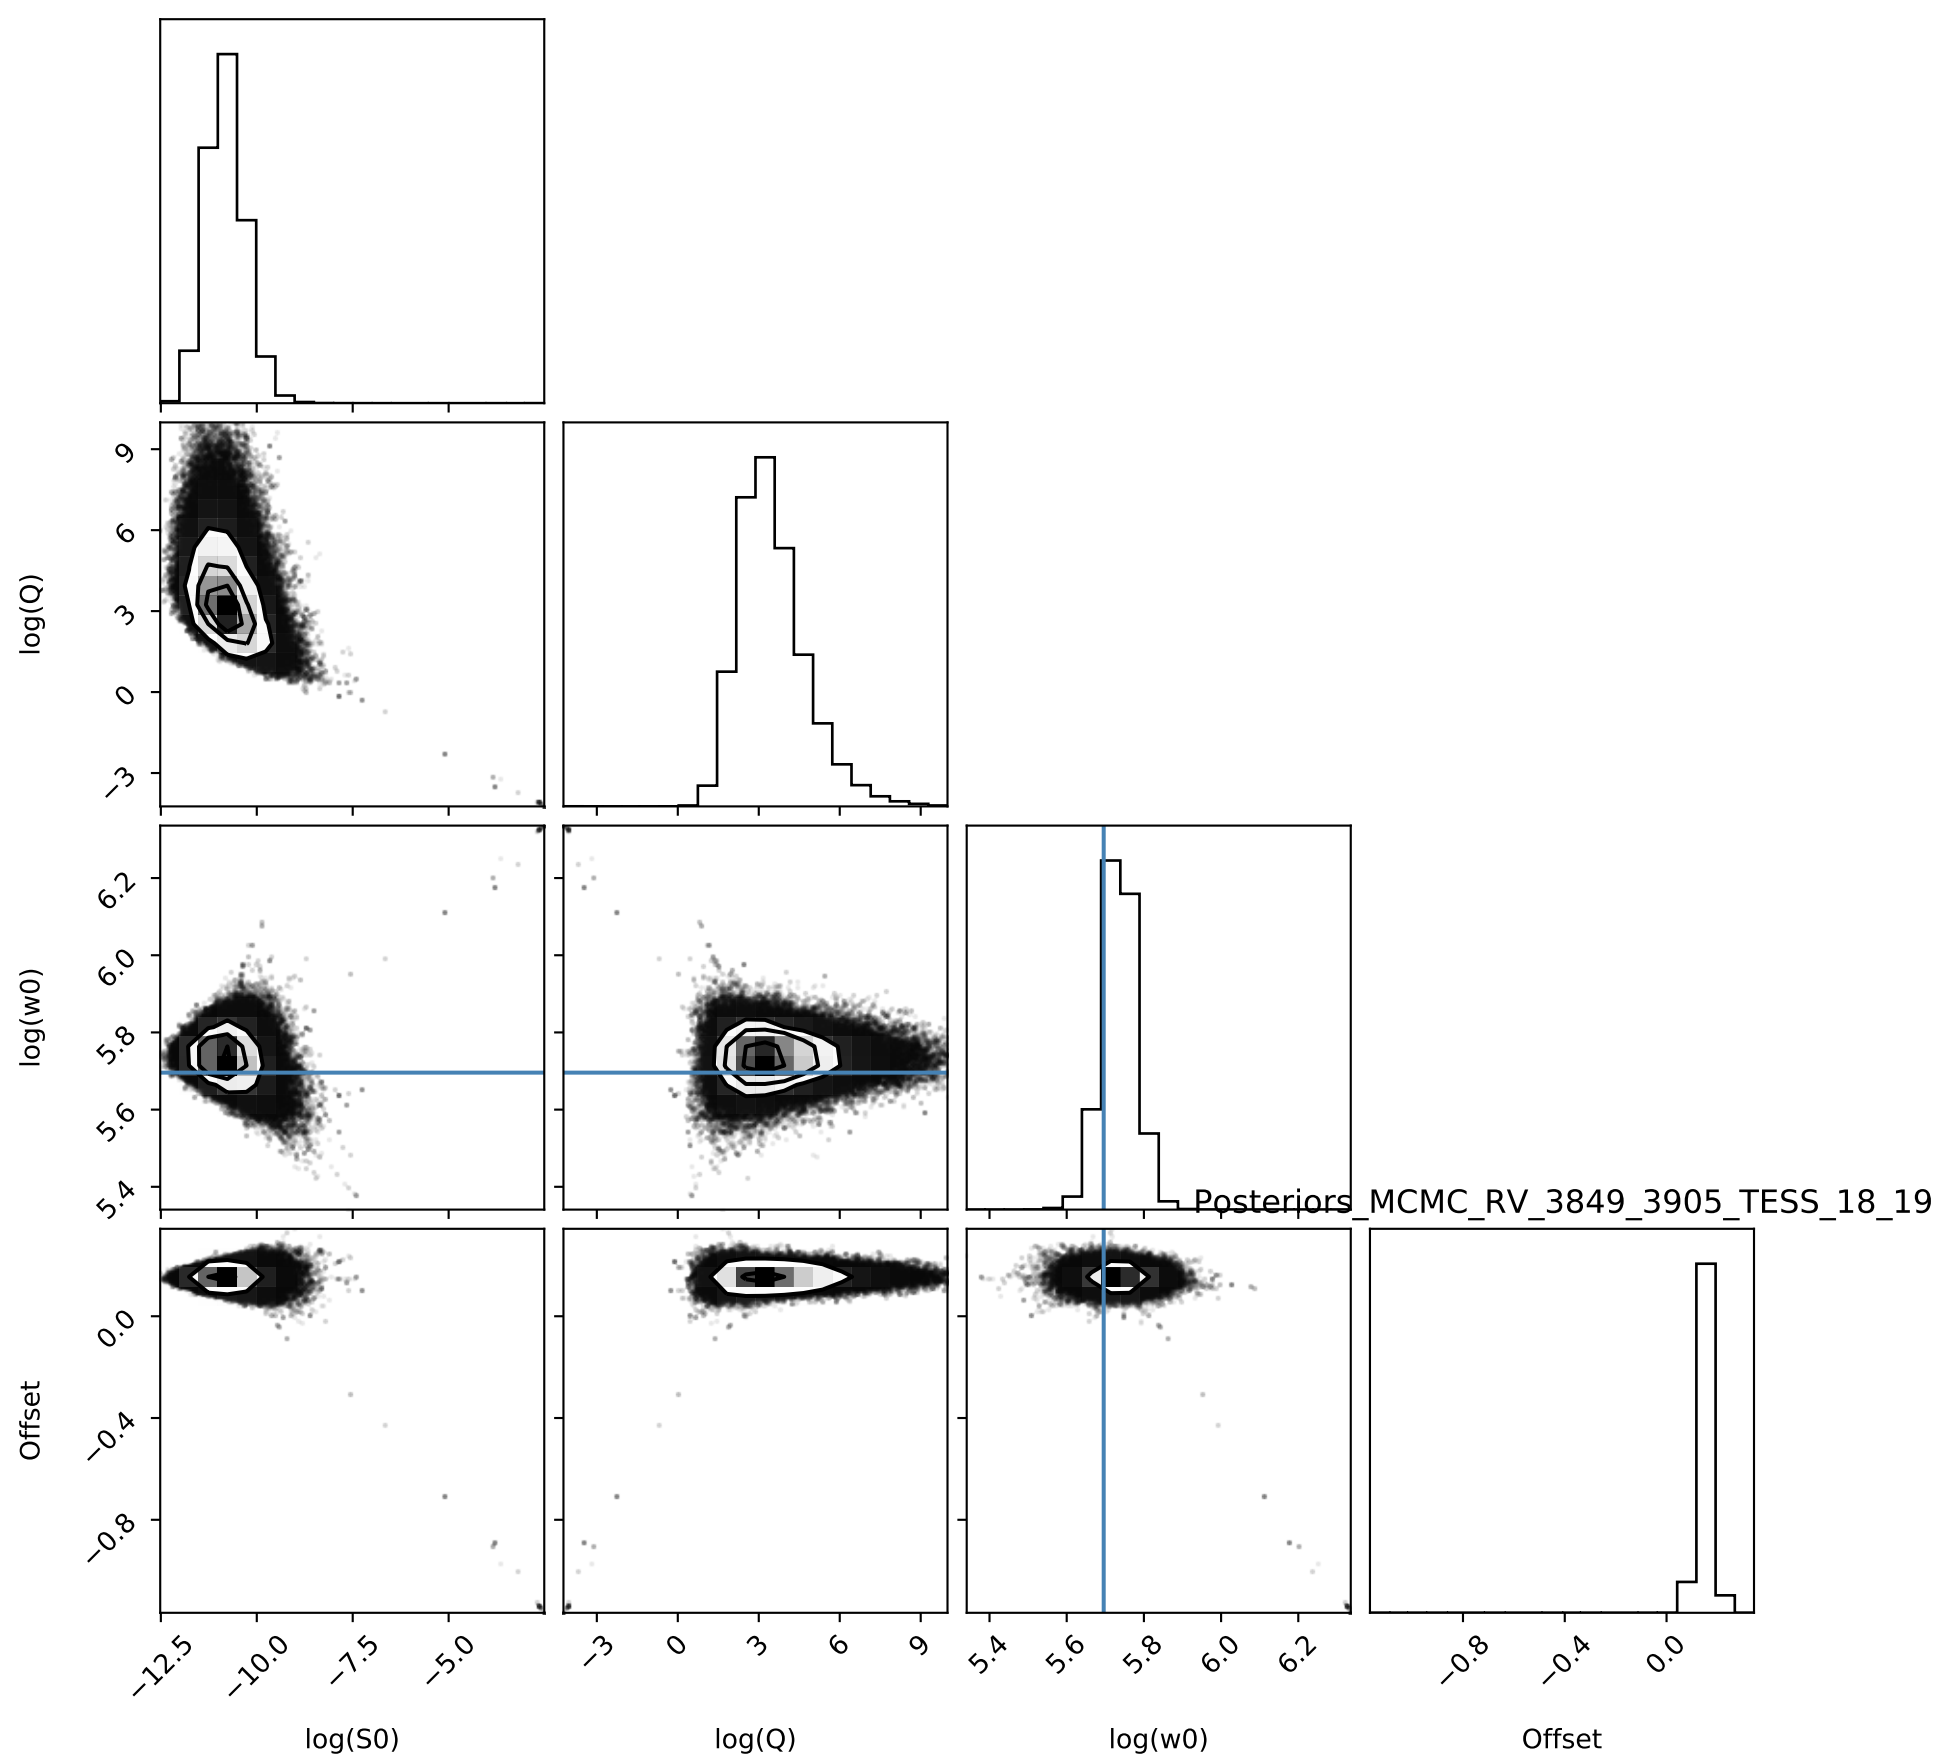 9
6
3
0
−3
log(Q)
6.2
6.0
5.8
5.6
5.4
log(w0)
Posteriors_MCMC_RV_3849_3905_TESS_18_19
0.0
−0.4
−0.8
Offset
−12.5 −10.0 −7.5 −5.0 −3 0 3 6 9 5.4 5.6 5.8 6.0 6.2 −0.8 −0.4 0.0
log(S0) log(Q) log(w0) Offset